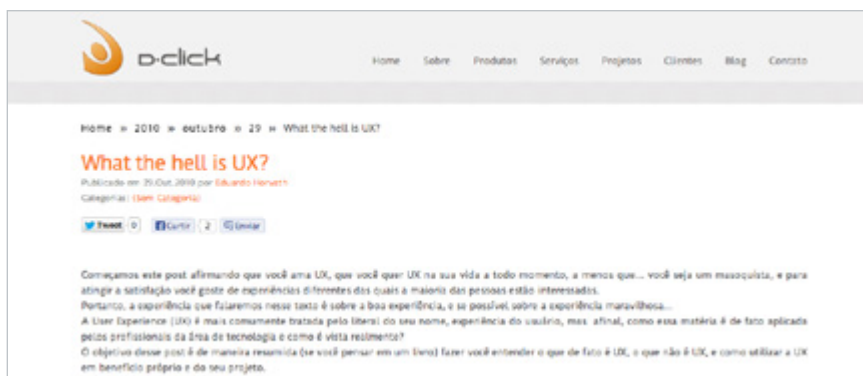 D-click
Home Sobre Produtos Serviços Projetos Clientes Blog Contato
Home » 2010 » outubro » 29 » What the hell is UX?
What the hell is UX?
Publicado em 29.Out.2010 por Eduardo Horvath
Categorias: (Sem Categoria)
Tweet 0 Curtir 2 Enviar
Começamos este post afirmando que você ama UX, que você quer UX na sua vida a todo momento, a menos que... você seja um masoquista, e para
atingir a satisfação você goste de experiências diferentes das quais a maioria das pessoas estão interessadas.
Portanto, a experiência que falaremos nesse texto é sobre a boa experiência, e se possível sobre a experiência maravilhosa...
A User Experience (UX) é mais comumente tratada pelo literal do seu nome, experiência do usuário, mas afinal, como essa matéria é de fato aplicada
pelos profissionais da área de tecnologia e como é vista realmente?
O objetivo desse post é de maneira resumida (se você pensar em um livro) fazer você entender o que de fato é UX, o que não é UX, e como utilizar a UX
em benefício próprio e do seu projeto.